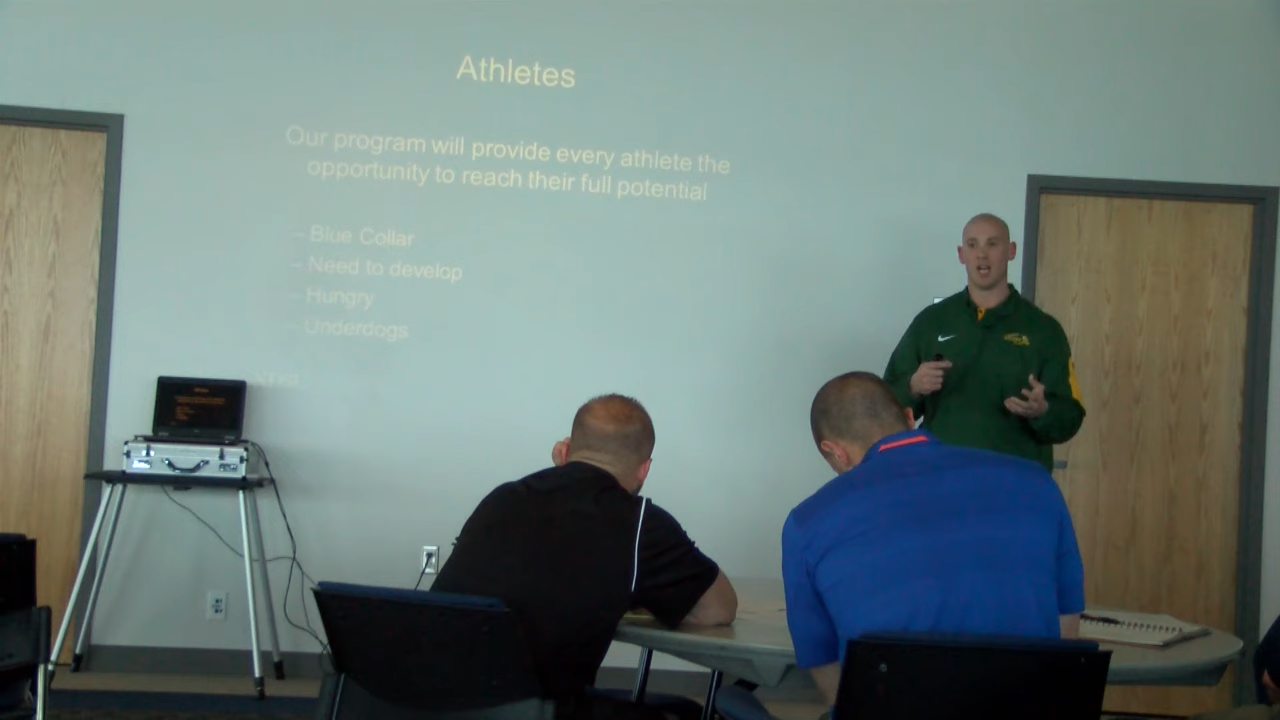 Athletes
Our program will provide every athlete the
opportunity to reach their full potential
– Blue Collar
– Need to develop
– Hungry
– Underdogs